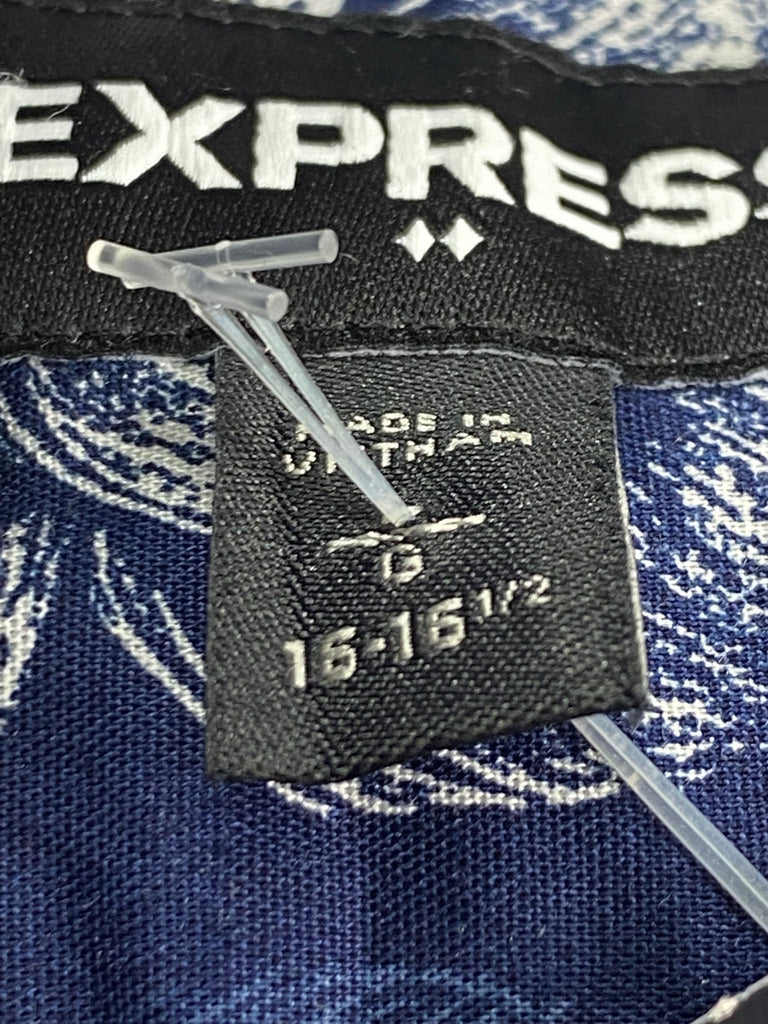 EXPRESS
MADE IN
VIETNAM
G
16-16 1/2